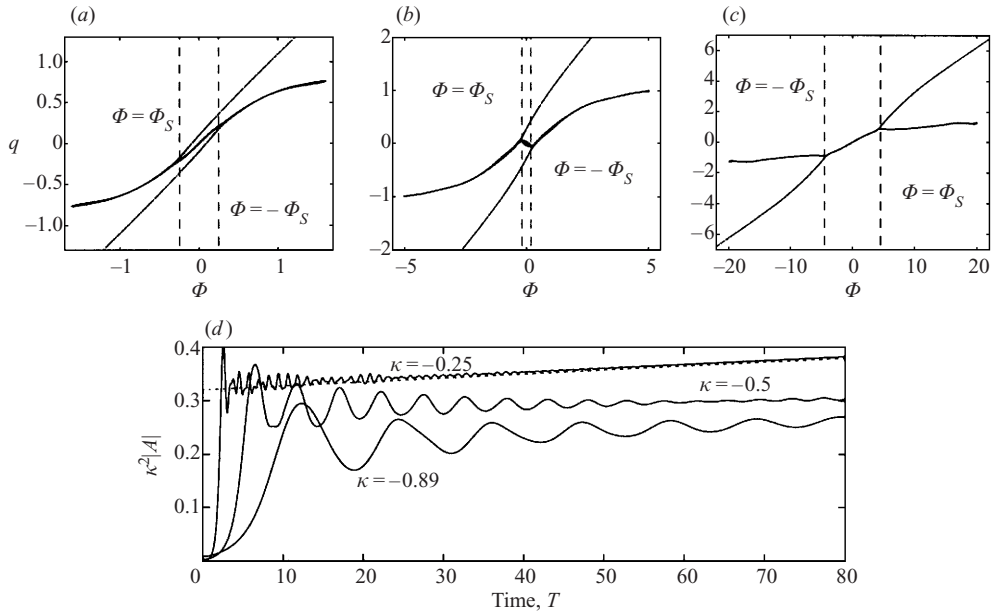 (a)
1.0
0.5
q 0
–0.5
–1.0
Φ = Φ_S
Φ = – Φ_S
–1 0 1
Φ
(b)
2
1
0
–1
–2
Φ = Φ_S
Φ = – Φ_S
–5 0 5
Φ
(c)
6
4
2
0
–2
–4
–6
Φ = – Φ_S
Φ = Φ_S
–20 –10 0 10 20
Φ
(d)
0.4
0.3
0.2
0.1
κ²|A|
κ = –0.25
κ = –0.5
κ = –0.89
0 10 20 30 40 50 60 70 80
Time, T